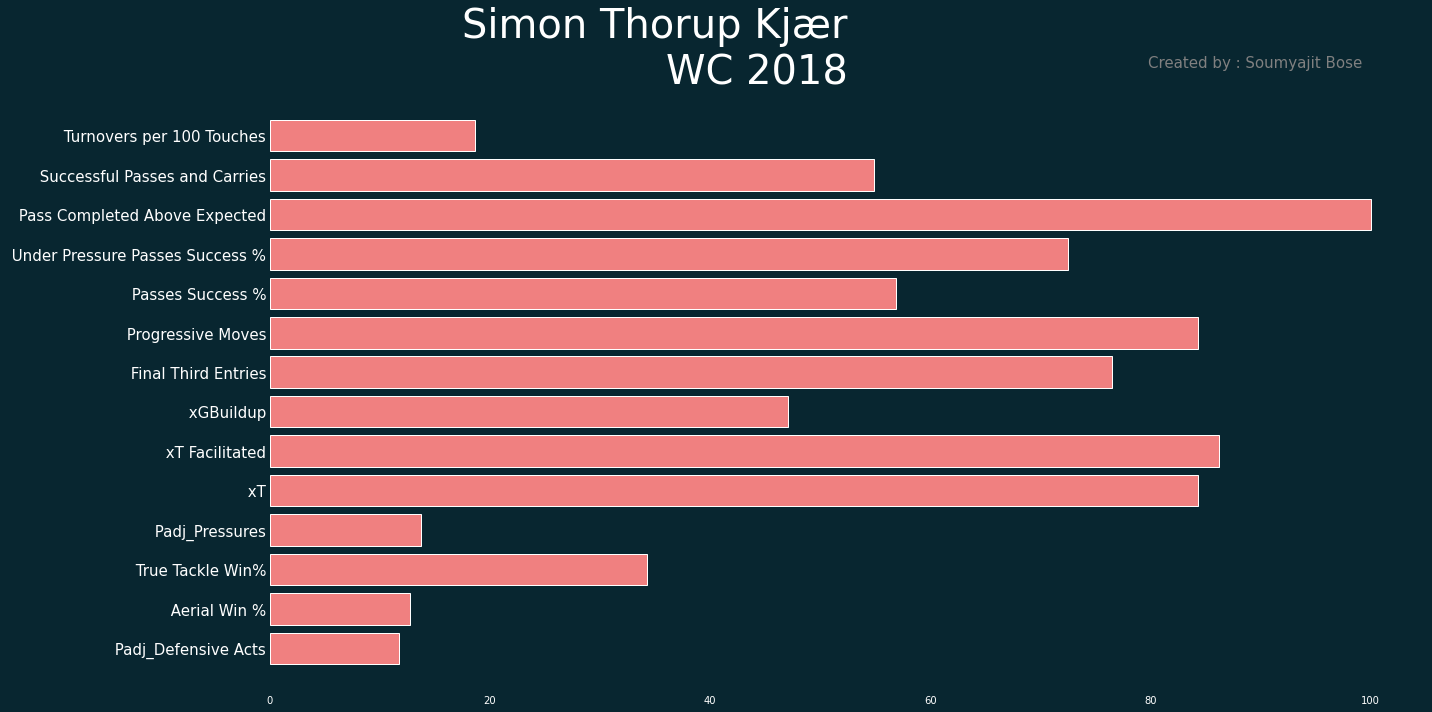 Simon Thorup Kjær
WC 2018
Created by : Soumyajit Bose
Turnovers per 100 Touches
Successful Passes and Carries
Pass Completed Above Expected
Under Pressure Passes Success %
Passes Success %
Progressive Moves
Final Third Entries
xGBuildup
xT Facilitated
xT
Padj_Pressures
True Tackle Win%
Aerial Win %
Padj_Defensive Acts
0 20 40 60 80 100